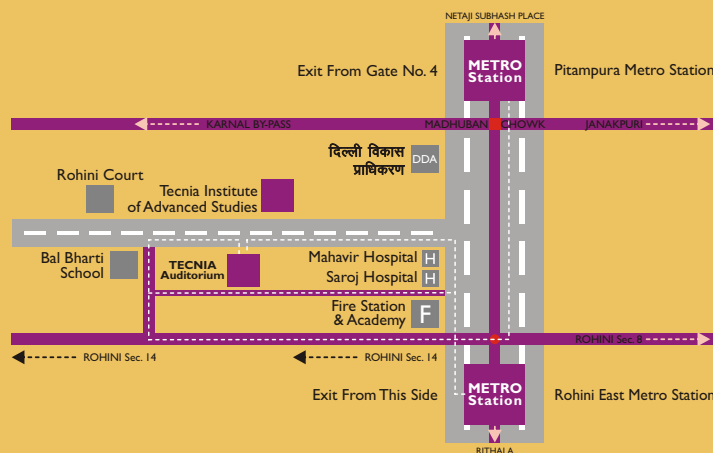 NETAJI SUBHASH PLACE
METRO
Station
Exit From Gate No. 4
Pitampura Metro Station
KARNAL BY-PASS
MADHUBAN CHOWK
JANAKPURI
दिल्ली विकास
प्राधिकरण
DDA
Rohini Court
Tecnia Institute
of Advanced Studies
Bal Bharti
School
TECNIA
Auditorium
Mahavir Hospital H
Saroj Hospital H
Fire Station
& Academy
F
ROHINI Sec. 8
ROHINI Sec. 14
ROHINI Sec. 14
METRO
Station
Exit From This Side
Rohini East Metro Station
RITHALA